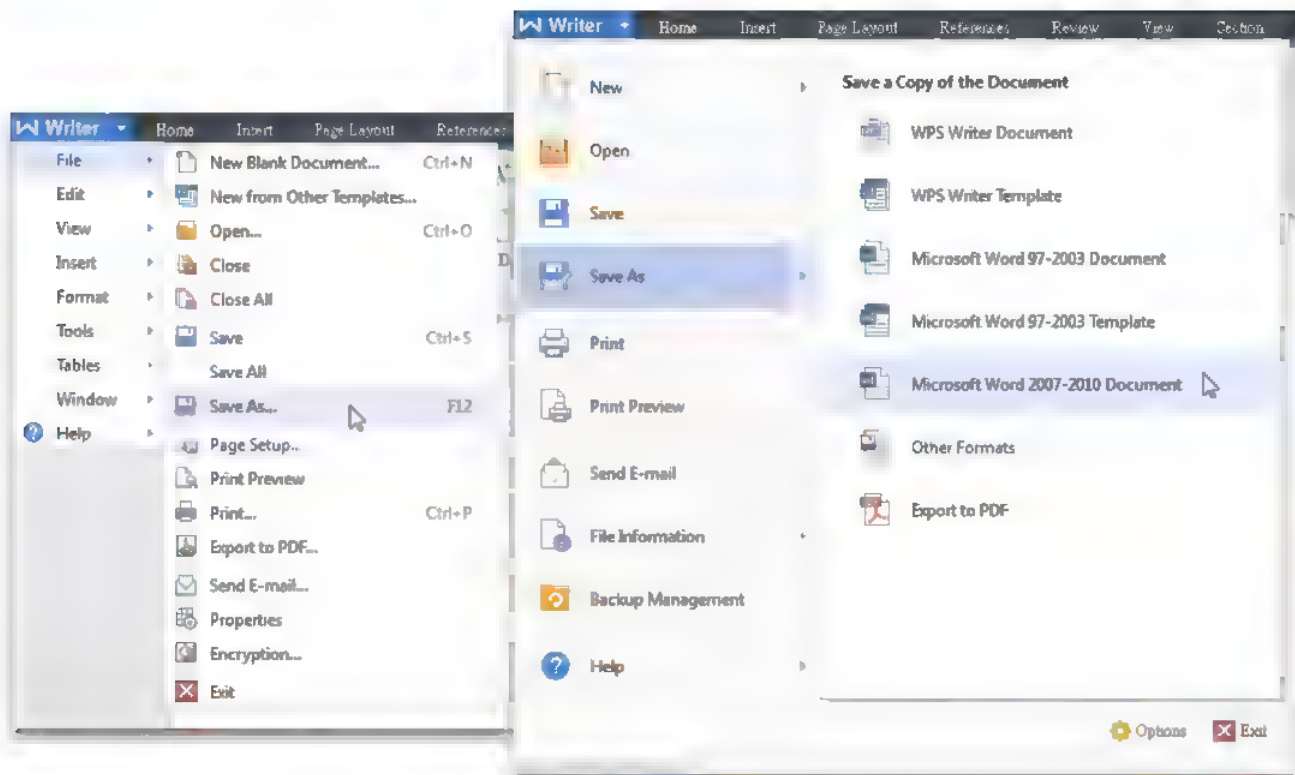 Writer Home Insert Page Layout References
File
Edit
View
Insert
Format
Tools
Tables
Window
Help
New Blank Document... Ctrl+N
New from Other Templates...
Open... Ctrl+O
Close
Close All
Save Ctrl+S
Save All
Save As... F12
Page Setup...
Print Preview
Print... Ctrl+P
Export to PDF...
Send E-mail...
Properties
Encryption...
Exit
Writer Home Insert Page Layout References Review View Section
New
Open
Save
Save As
Print
Print Preview
Send E-mail
File Information
Backup Management
Help
Save a Copy of the Document
WPS Writer Document
WPS Writer Template
Microsoft Word 97-2003 Document
Microsoft Word 97-2003 Template
Microsoft Word 2007-2010 Document
Other Formats
Export to PDF
Options Exit